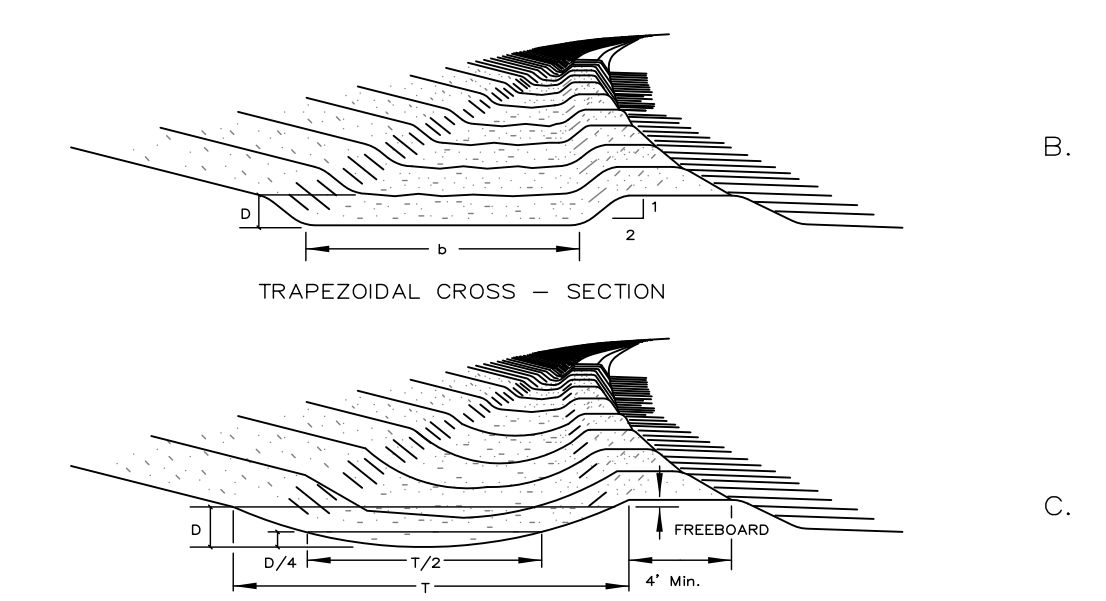 B.
D
1
2
b
TRAPEZOIDAL CROSS – SECTION
C.
D
FREEBOARD
D/4
T/2
4' Min.
T